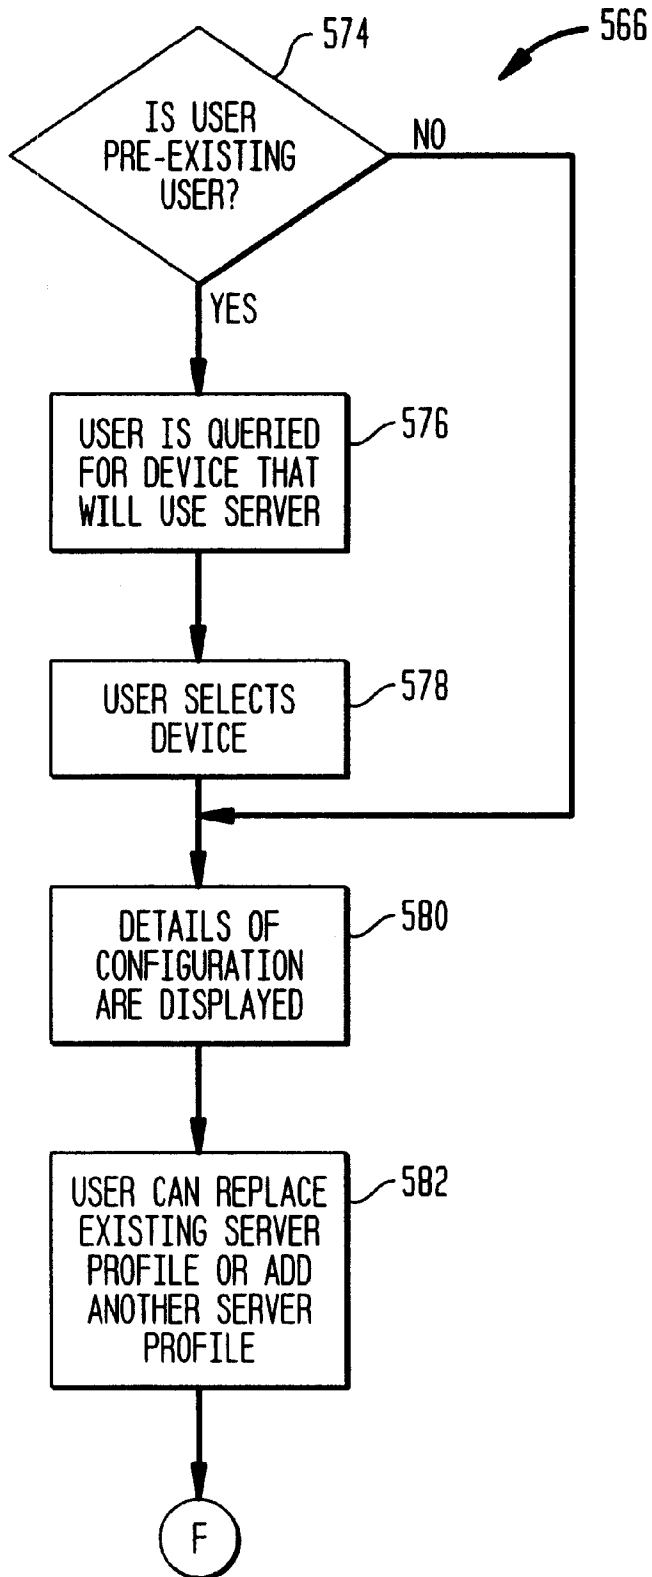 574
566
IS USER
PRE-EXISTING
USER?
NO
YES
576
USER IS QUERIED
FOR DEVICE THAT
WILL USE SERVER
578
USER SELECTS
DEVICE
580
DETAILS OF
CONFIGURATION
ARE DISPLAYED
582
USER CAN REPLACE
EXISTING SERVER
PROFILE OR ADD
ANOTHER SERVER
PROFILE
F